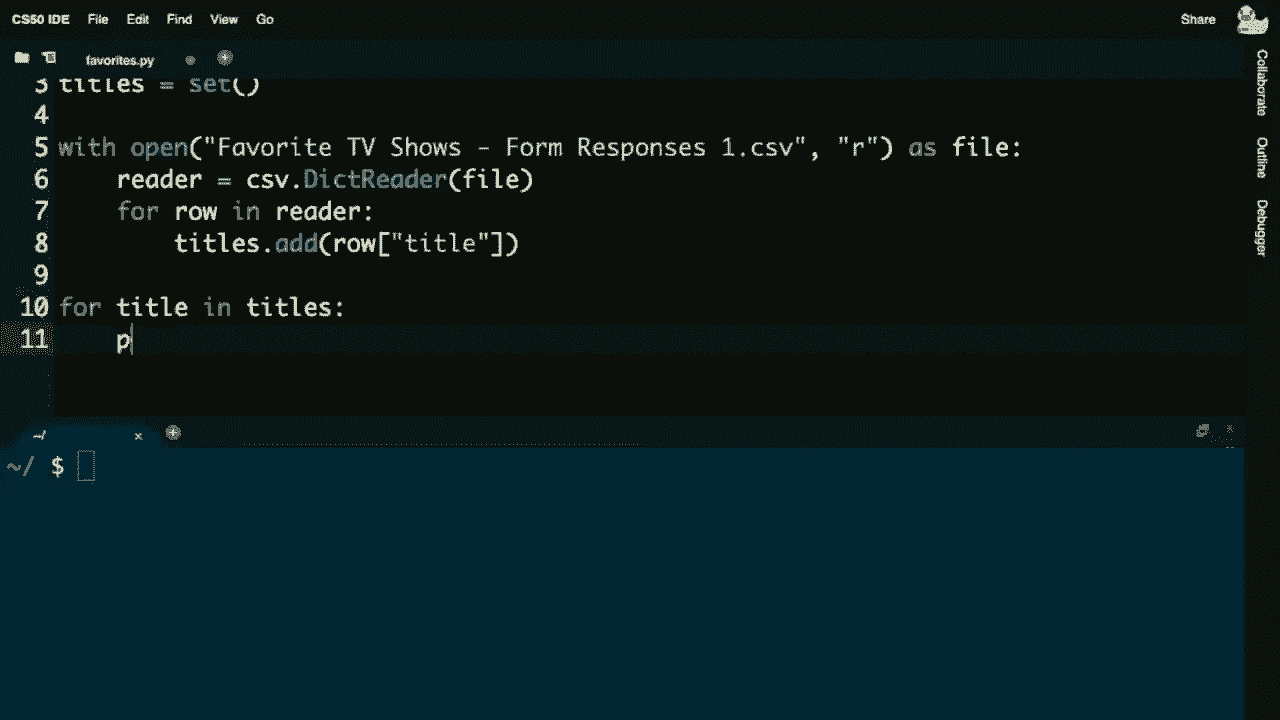 CS50 IDE File Edit Find View Go Share
favorites.py
3 titles = set()
4
5 with open("Favorite TV Shows - Form Responses 1.csv", "r") as file:
6     reader = csv.DictReader(file)
7     for row in reader:
8         titles.add(row["title"])
9
10 for title in titles:
11     p
~/ ×
~/ $
Collaborate
Outline
Debugger